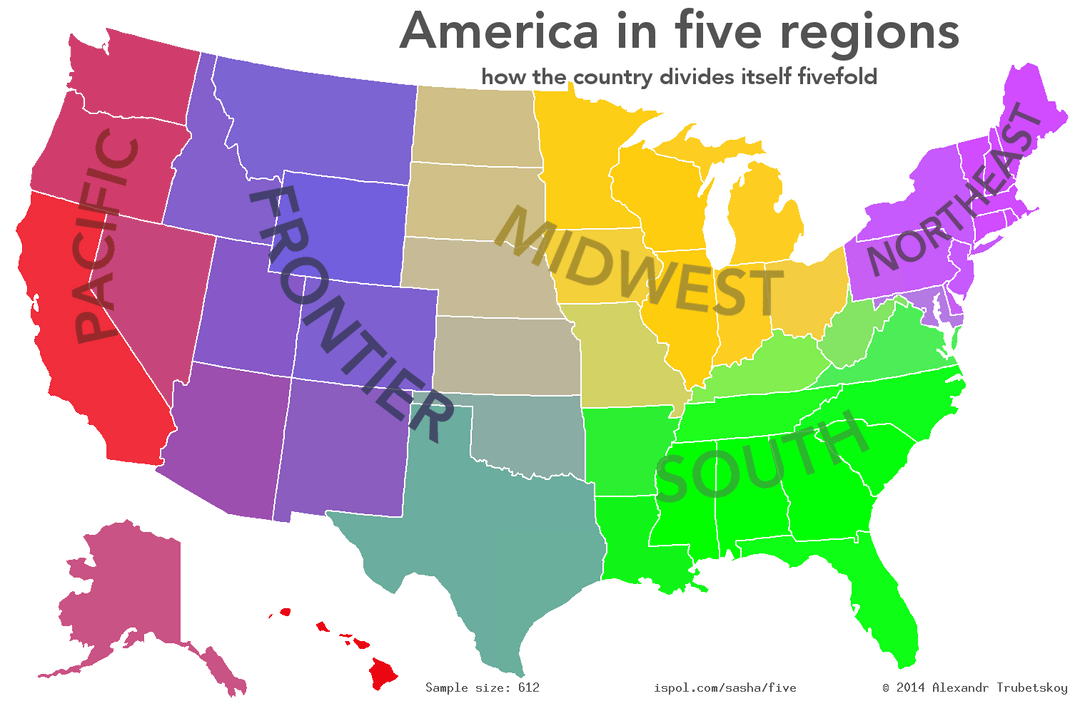 America in five regions
how the country divides itself fivefold
PACIFIC
FRONTIER
MIDWEST
NORTHEAST
SOUTH
Sample size: 612
ispol.com/sasha/five
© 2014 Alexandr Trubetskoy